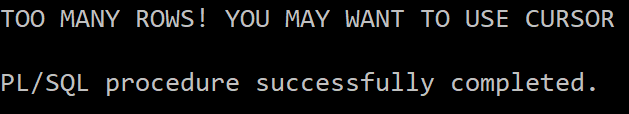 TOO MANY ROWS! YOU MAY WANT TO USE CURSOR
PL/SQL procedure successfully completed.